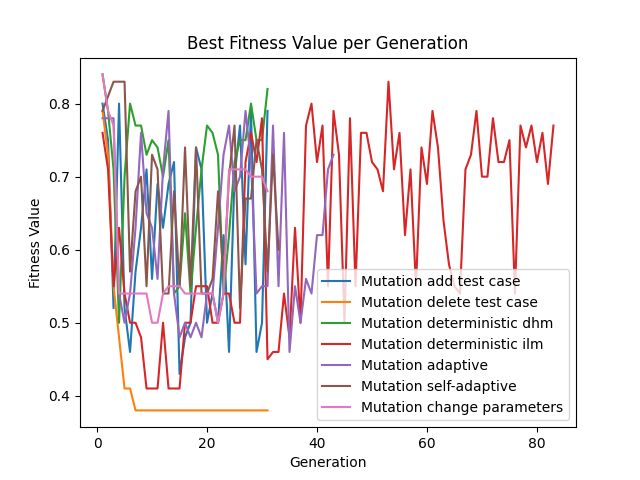 Best Fitness Value per Generation
Fitness Value
0.8
0.7
0.6
0.5
0.4
Mutation add test case
Mutation delete test case
Mutation deterministic dhm
Mutation deterministic ilm
Mutation adaptive
Mutation self-adaptive
Mutation change parameters
0 20 40 60 80
Generation